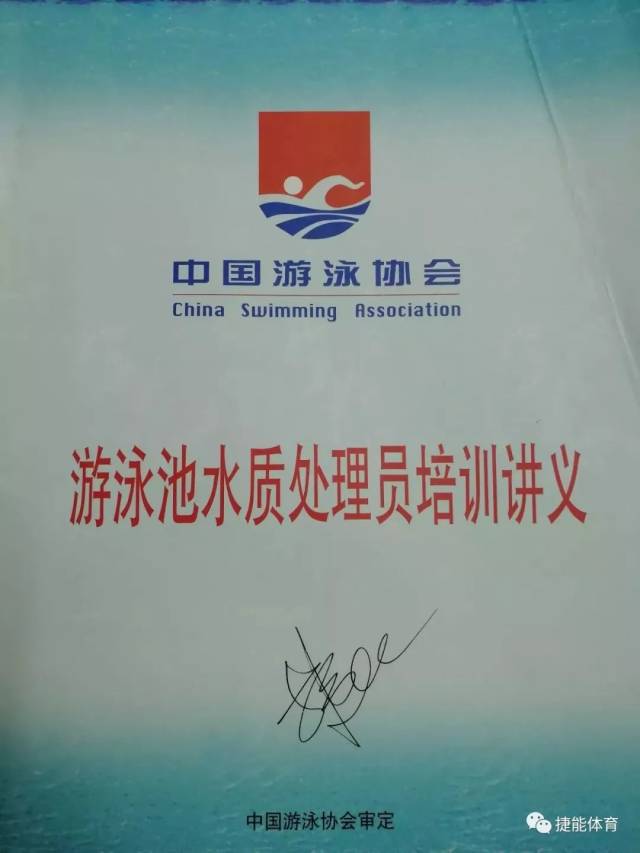 中国游泳协会
China Swimming Association
游泳池水质处理员培训讲义
中国游泳协会审定
捷能体育